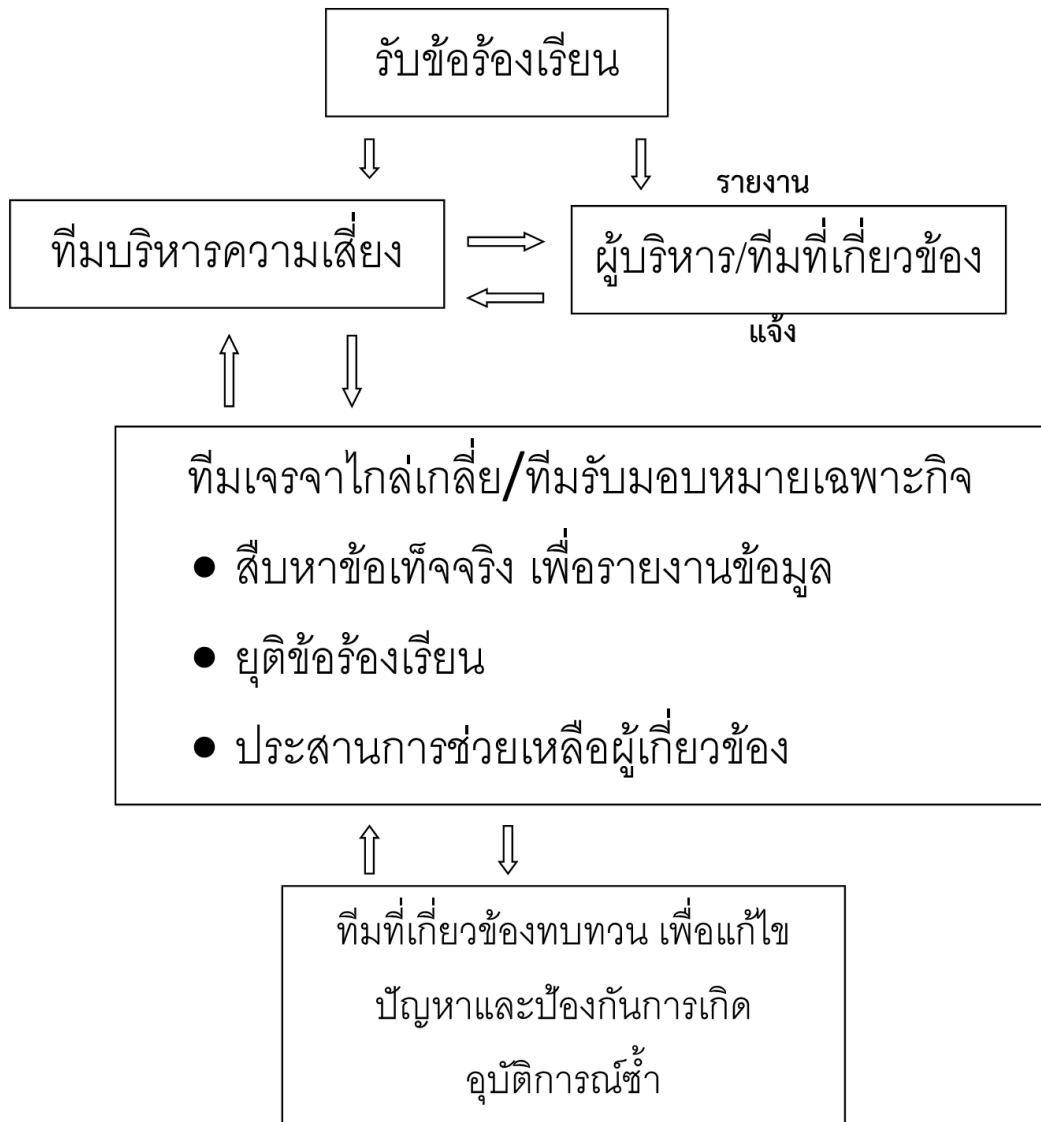 รับข้อร้องเรียน
รายงาน
ทีมบริหารความเสี่ยง
ผู้บริหาร/ทีมที่เกี่ยวข้อง
แจ้ง
ทีมเจรจาไกล่เกลี่ย/ทีมรับมอบหมายเฉพาะกิจ
● สืบหาข้อเท็จจริง เพื่อรายงานข้อมูล
● ยุติข้อร้องเรียน
● ประสานการช่วยเหลือผู้เกี่ยวข้อง
ทีมที่เกี่ยวข้องทบทวน เพื่อแก้ไข
ปัญหาและป้องกันการเกิด
อุบัติการณ์ซ้ำ